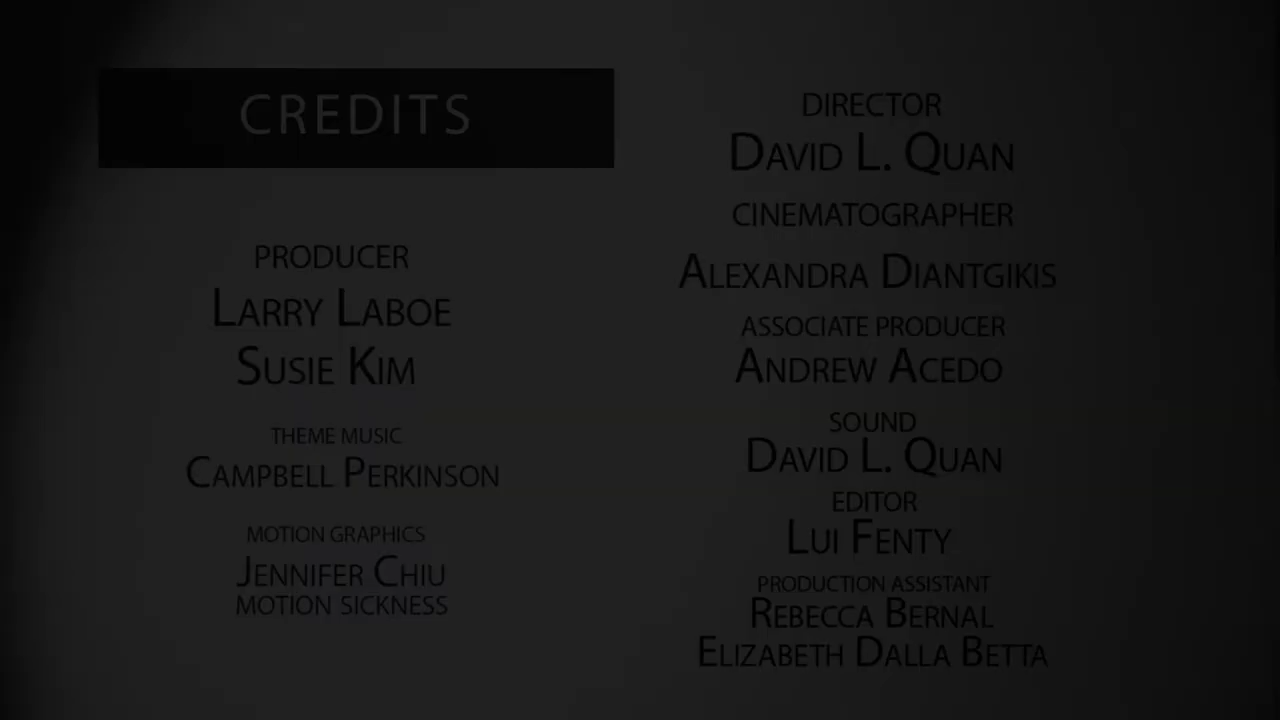 CREDITS
PRODUCER
LARRY LABOE
SUSIE KIM
THEME MUSIC
CAMPBELL PERKINSON
MOTION GRAPHICS
JENNIFER CHIU
MOTION SICKNESS
DIRECTOR
DAVID L. QUAN
CINEMATOGRAPHER
ALEXANDRA DIANTGIKIS
ASSOCIATE PRODUCER
ANDREW ACEDO
SOUND
DAVID L. QUAN
EDITOR
LUI FENTY
PRODUCTION ASSISTANT
REBECCA BERNAL
ELIZABETH DALLA BETTA